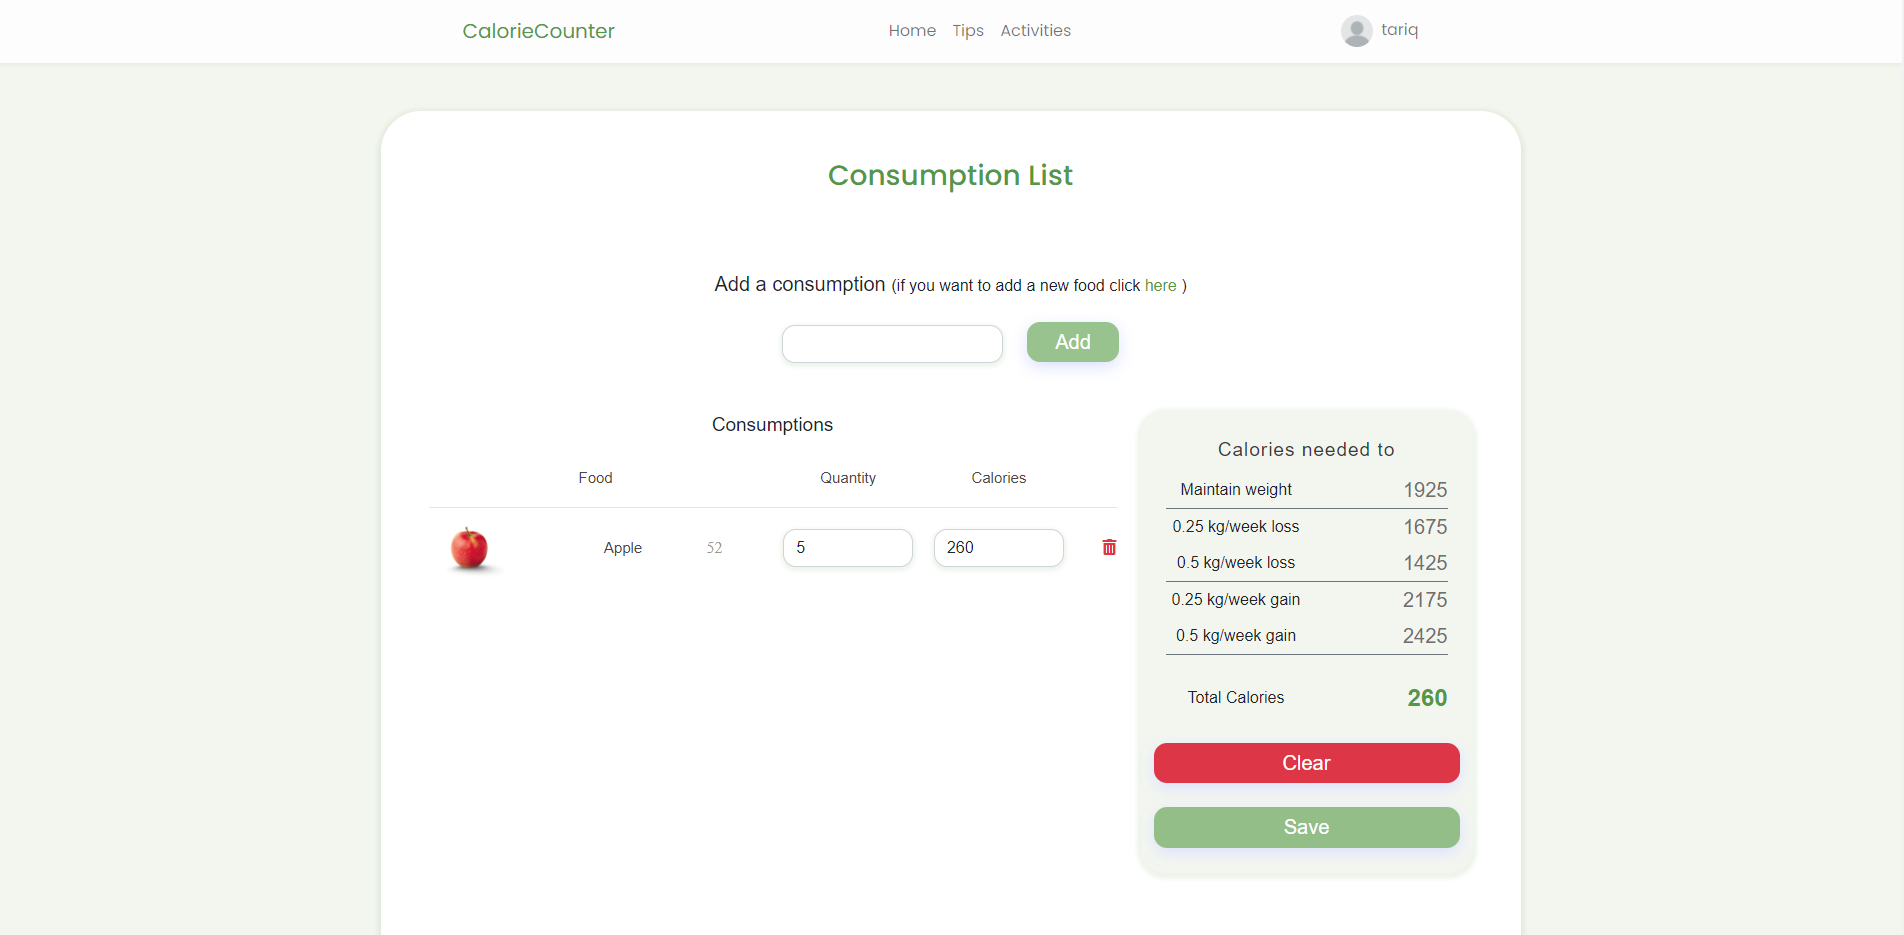 CalorieCounter Home Tips Activities tariq
Consumption List
Add a consumption (if you want to add a new food click here )
Add
Consumptions
Food Quantity Calories
Apple 52 5 260
Calories needed to
Maintain weight 1925
0.25 kg/week loss 1675
0.5 kg/week loss 1425
0.25 kg/week gain 2175
0.5 kg/week gain 2425
Total Calories 260
Clear
Save